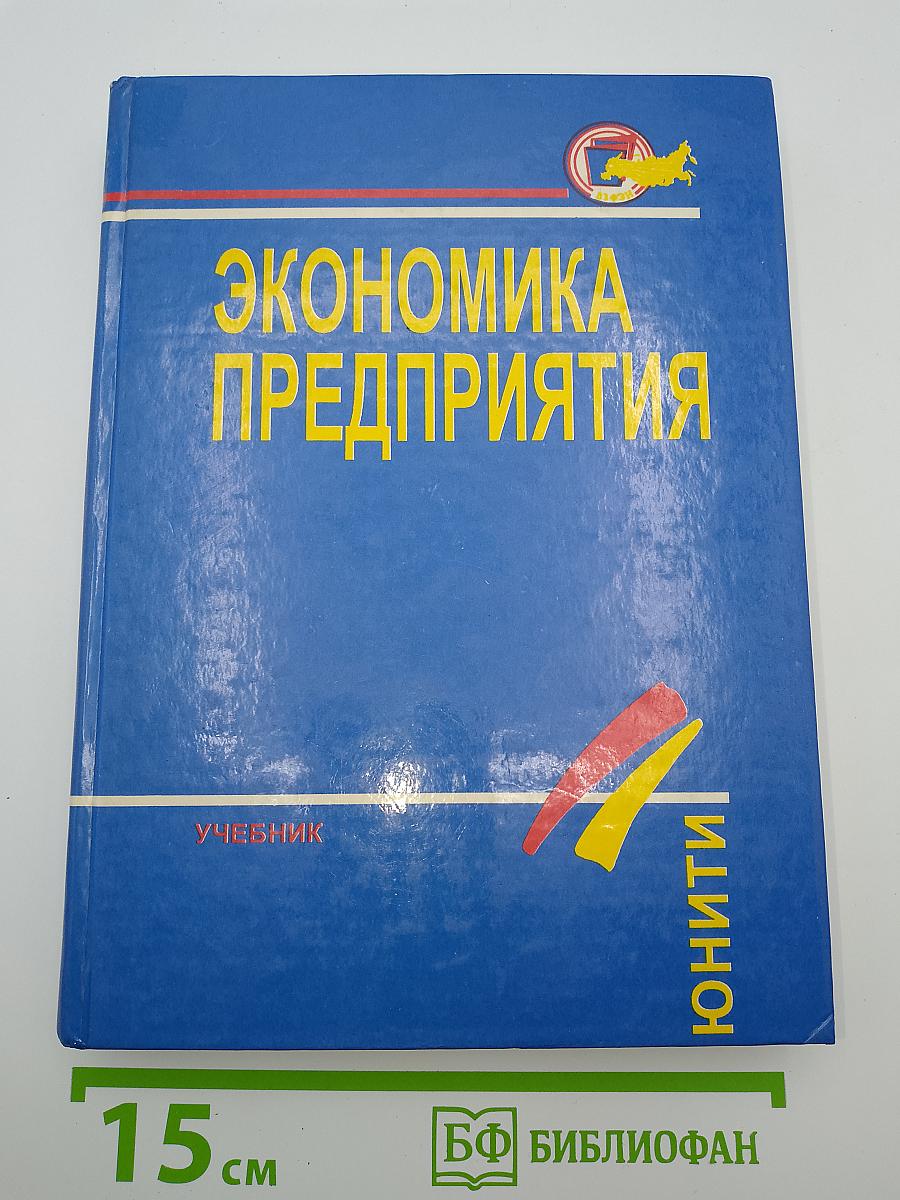 ЭКОНОМИКА
ПРЕДПРИЯТИЯ
УЧЕБНИК
ЮНИТИ
15 см
БФ БИБЛИОФАН